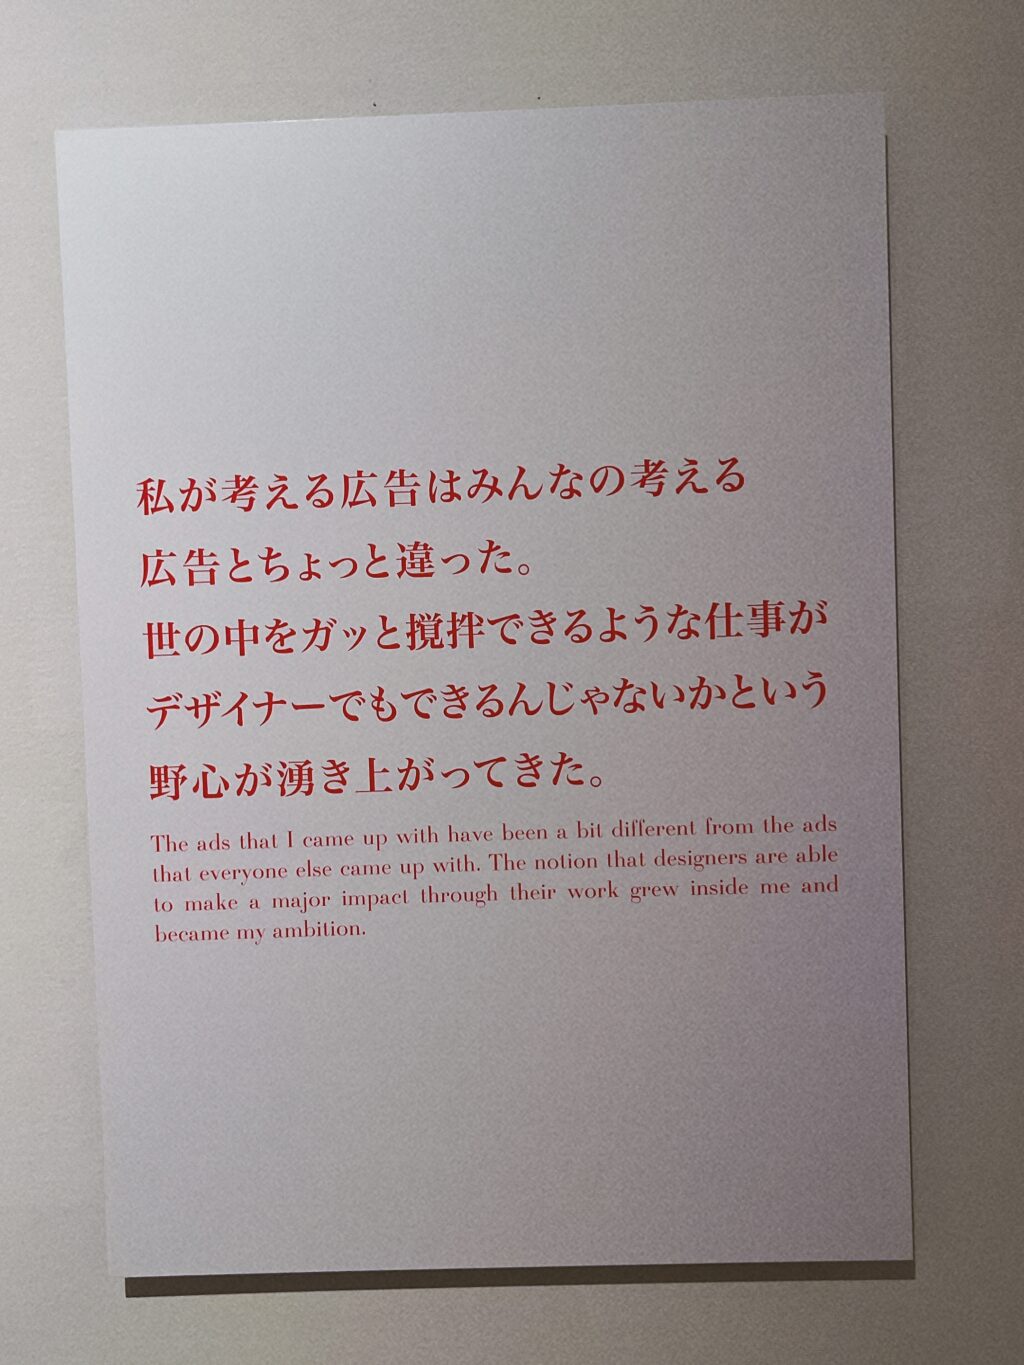 私が考える広告はみんなの考える
広告とちょっと違った。
世の中をガッと撹拌できるような仕事が
デザイナーでもできるんじゃないかという
野心が湧き上がってきた。
The ads that I came up with have been a bit different from the ads
that everyone else came up with. The notion that designers are able
to make a major impact through their work grew inside me and
became my ambition.